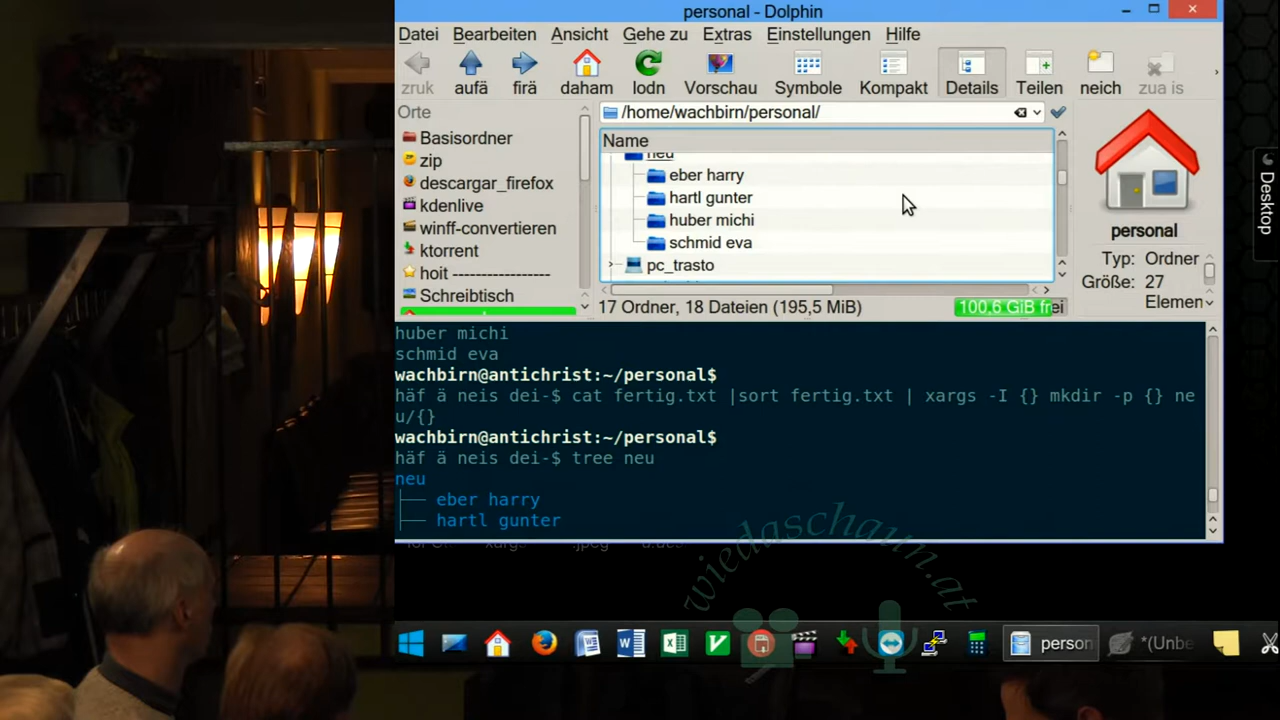 personal - Dolphin
Datei Bearbeiten Ansicht Gehe zu Extras Einstellungen Hilfe
zruk aufä firä daham lodn Vorschau Symbole Kompakt Details Teilen neich zua is
Orte
/home/wachbirn/personal/
Basisordner
zip
descargar_firefox
kdenlive
winff-convertieren
ktorrent
hoit -----------------
Schreibtisch
Name
neu
eber harry
hartl gunter
huber michi
schmid eva
pc_trasto
17 Ordner, 18 Dateien (195,5 MiB)
100,6 GiB frei
personal
Typ: Ordner
Größe: 27
Elemen
huber michi
schmid eva
wachbirn@antichrist:~/personal$
häf ä neis dei-$ cat fertig.txt |sort fertig.txt | xargs -I {} mkdir -p {} ne
u/{}
wachbirn@antichrist:~/personal$
häf ä neis dei-$ tree neu
neu
├── eber harry
├── hartl gunter
xargs .jpeg
wiedaschaun.at
person
*(Unbe
Desktop